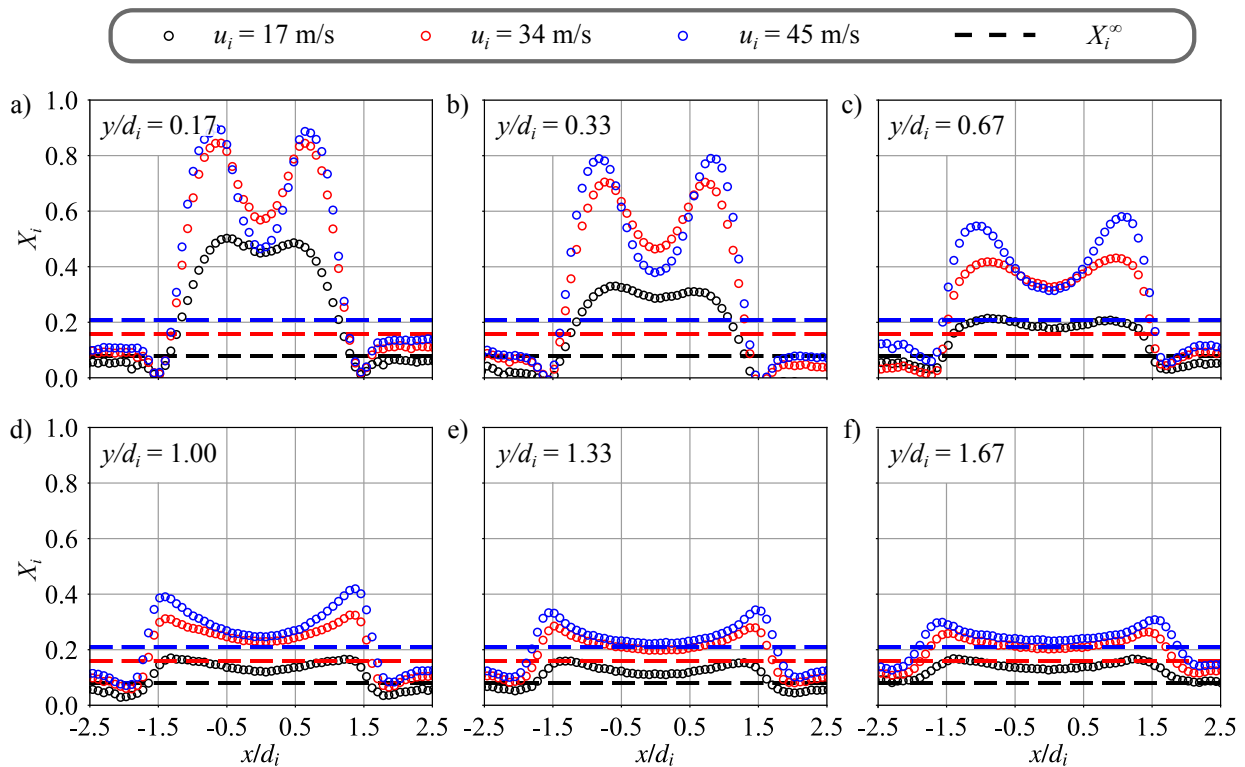 u_i = 17 m/s u_i = 34 m/s u_i = 45 m/s X_i^∞
a) 1.0 y/d_i = 0.17 b) y/d_i = 0.33 c) y/d_i = 0.67
0.8
0.6
X_i
0.4
0.2
0.0
d) 1.0 y/d_i = 1.00 e) y/d_i = 1.33 f) y/d_i = 1.67
0.8
0.6
X_i
0.4
0.2
0.0
-2.5 -1.5 -0.5 0.5 1.5 2.5 -2.5 -1.5 -0.5 0.5 1.5 2.5 -2.5 -1.5 -0.5 0.5 1.5 2.5
x/d_i x/d_i x/d_i